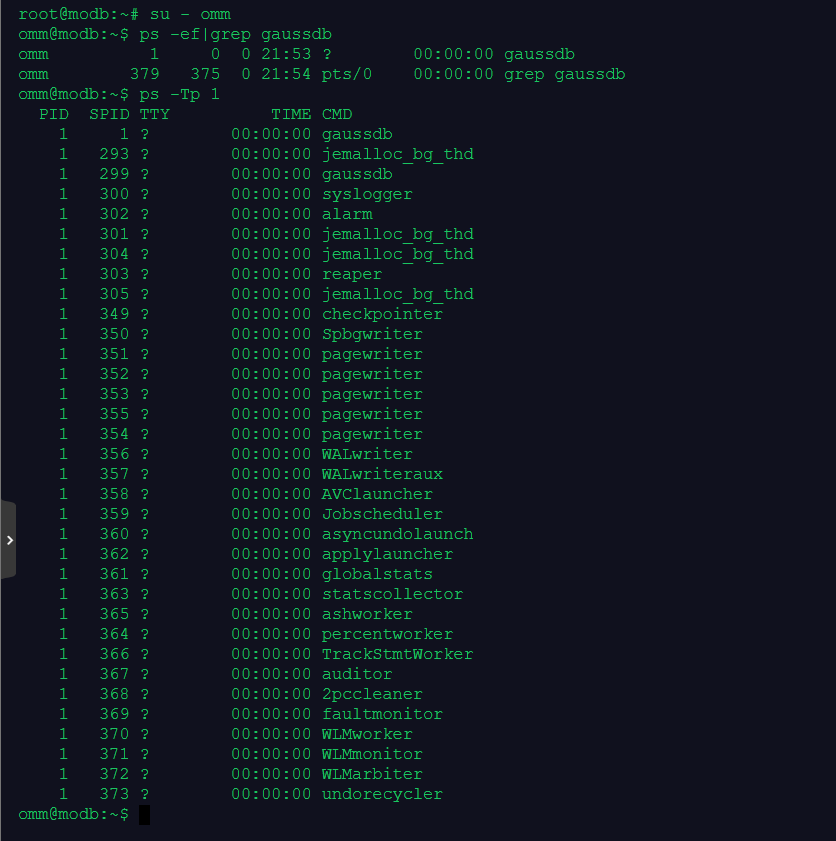 root@modb:~# su - omm
omm@modb:~$ ps -ef|grep gaussdb
omm          1     0  0 21:53 ?        00:00:00 gaussdb
omm        379   375  0 21:54 pts/0    00:00:00 grep gaussdb
omm@modb:~$ ps -Tp 1
  PID  SPID TTY          TIME CMD
    1     1 ?        00:00:00 gaussdb
    1   293 ?        00:00:00 jemalloc_bg_thd
    1   299 ?        00:00:00 gaussdb
    1   300 ?        00:00:00 syslogger
    1   302 ?        00:00:00 alarm
    1   301 ?        00:00:00 jemalloc_bg_thd
    1   304 ?        00:00:00 jemalloc_bg_thd
    1   303 ?        00:00:00 reaper
    1   305 ?        00:00:00 jemalloc_bg_thd
    1   349 ?        00:00:00 checkpointer
    1   350 ?        00:00:00 Spbgwriter
    1   351 ?        00:00:00 pagewriter
    1   352 ?        00:00:00 pagewriter
    1   353 ?        00:00:00 pagewriter
    1   355 ?        00:00:00 pagewriter
    1   354 ?        00:00:00 pagewriter
    1   356 ?        00:00:00 WALwriter
    1   357 ?        00:00:00 WALwriteraux
    1   358 ?        00:00:00 AVClauncher
    1   359 ?        00:00:00 Jobscheduler
    1   360 ?        00:00:00 asyncundolaunch
    1   362 ?        00:00:00 applylauncher
    1   361 ?        00:00:00 globalstats
    1   363 ?        00:00:00 statscollector
    1   365 ?        00:00:00 ashworker
    1   364 ?        00:00:00 percentworker
    1   366 ?        00:00:00 TrackStmtWorker
    1   367 ?        00:00:00 auditor
    1   368 ?        00:00:00 2pccleaner
    1   369 ?        00:00:00 faultmonitor
    1   370 ?        00:00:00 WLMworker
    1   371 ?        00:00:00 WLMmonitor
    1   372 ?        00:00:00 WLMarbiter
    1   373 ?        00:00:00 undorecycler
omm@modb:~$